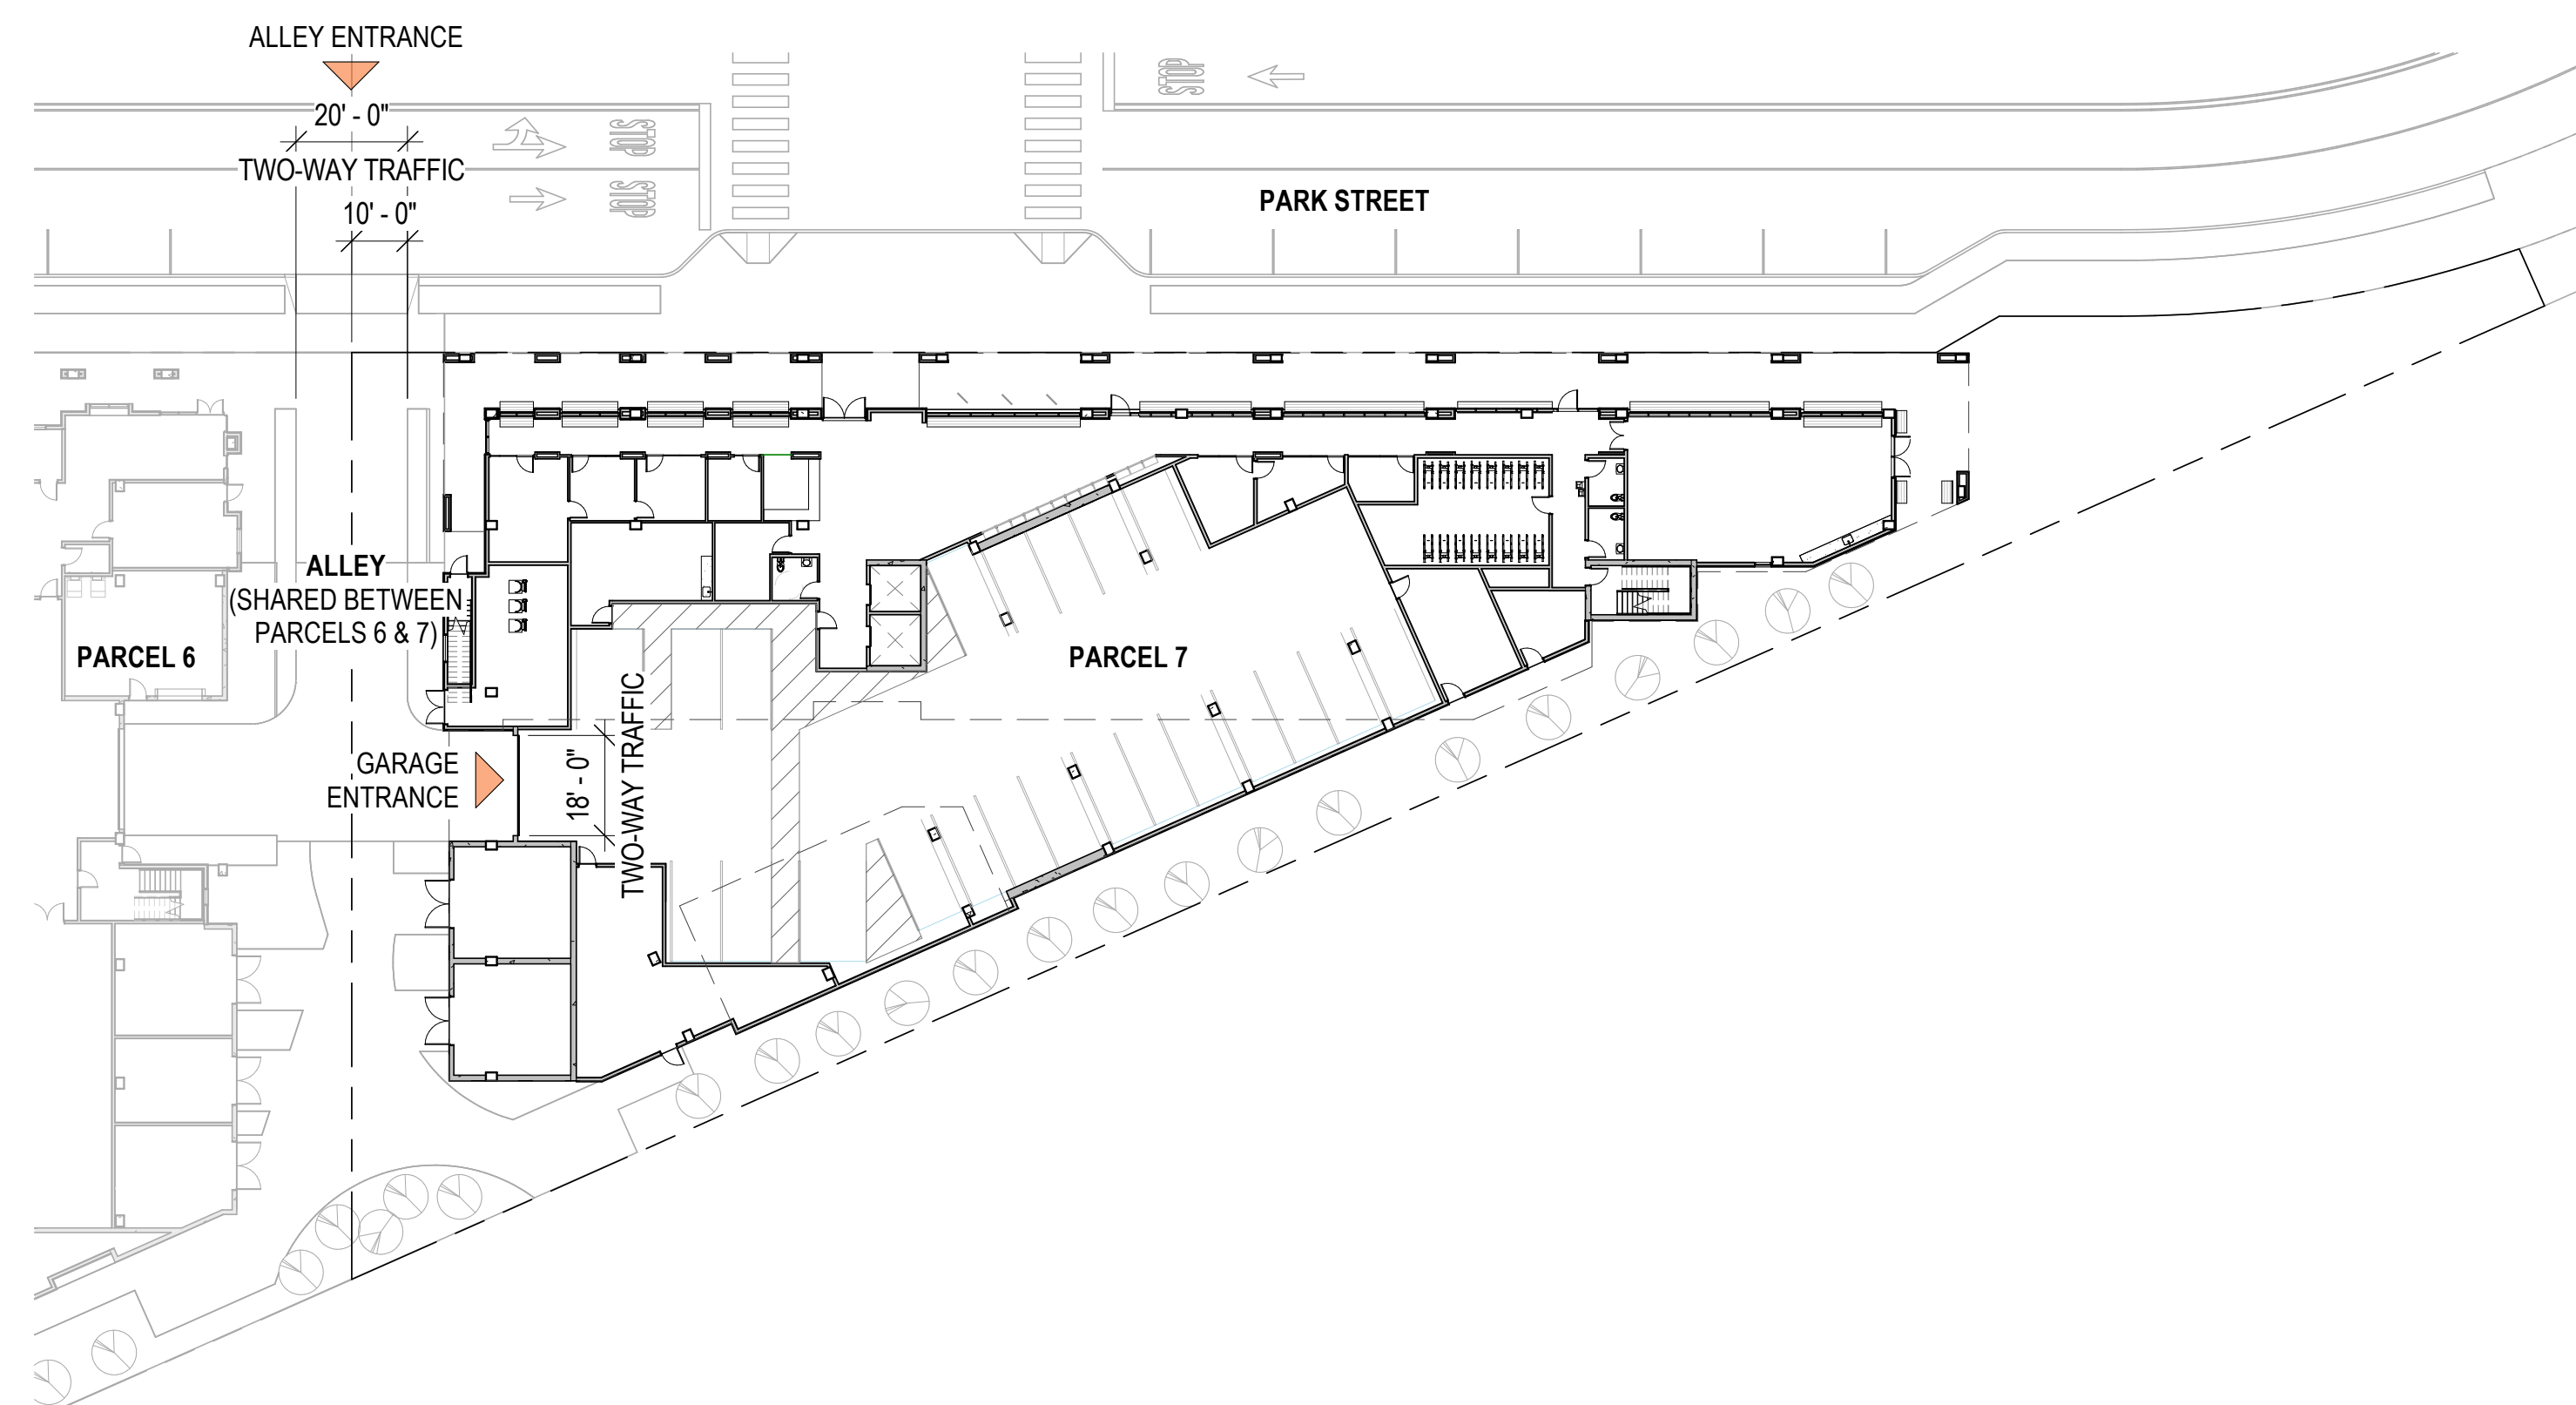 ALLEY ENTRANCE
20' - 0"
TWO-WAY TRAFFIC
10' - 0"
STOP
STOP
STOP
PARK STREET
ALLEY
(SHARED BETWEEN
PARCELS 6 & 7)
PARCEL 6
PARCEL 7
GARAGE
ENTRANCE
18' - 0"
TWO-WAY TRAFFIC